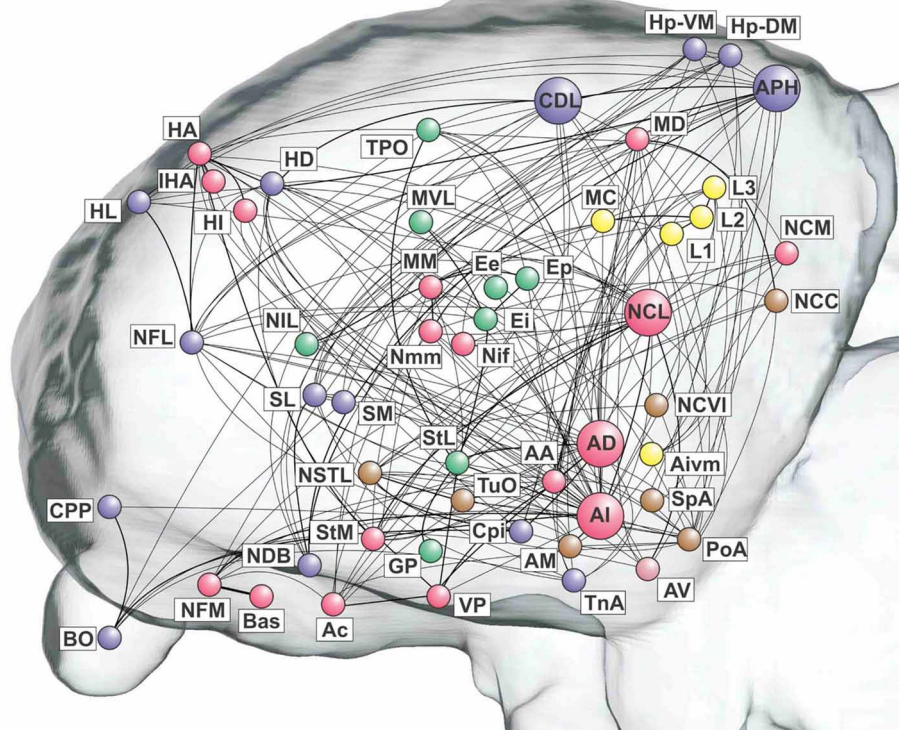 Hp-VM
Hp-DM
APH
CDL
HA
MD
TPO
HD
IHA
L3
HL
MVL
MC
HI
L2
NCM
L1
MM
Ee
Ep
NCC
NCL
NIL
Ei
NFL
Nmm
Nif
SL
SM
NCVl
StL
AD
AA
Aivm
NSTL
TuO
SpA
CPP
AI
StM
Cpi
PoA
NDB
GP
AM
AV
TnA
NFM
Bas
VP
Ac
BO